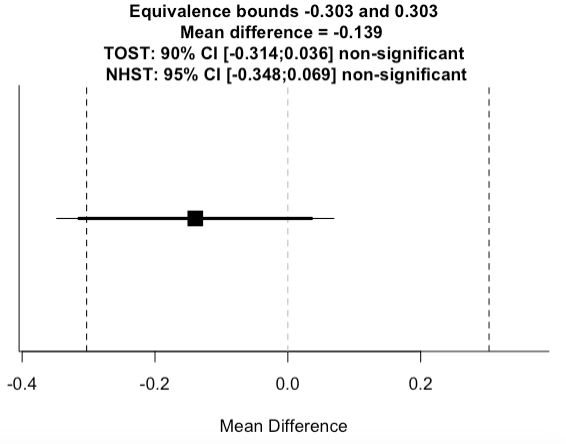 Equivalence bounds -0.303 and 0.303
Mean difference = -0.139
TOST: 90% CI [-0.314;0.036] non-significant
NHST: 95% CI [-0.348;0.069] non-significant
-0.4 -0.2 0.0 0.2
Mean Difference